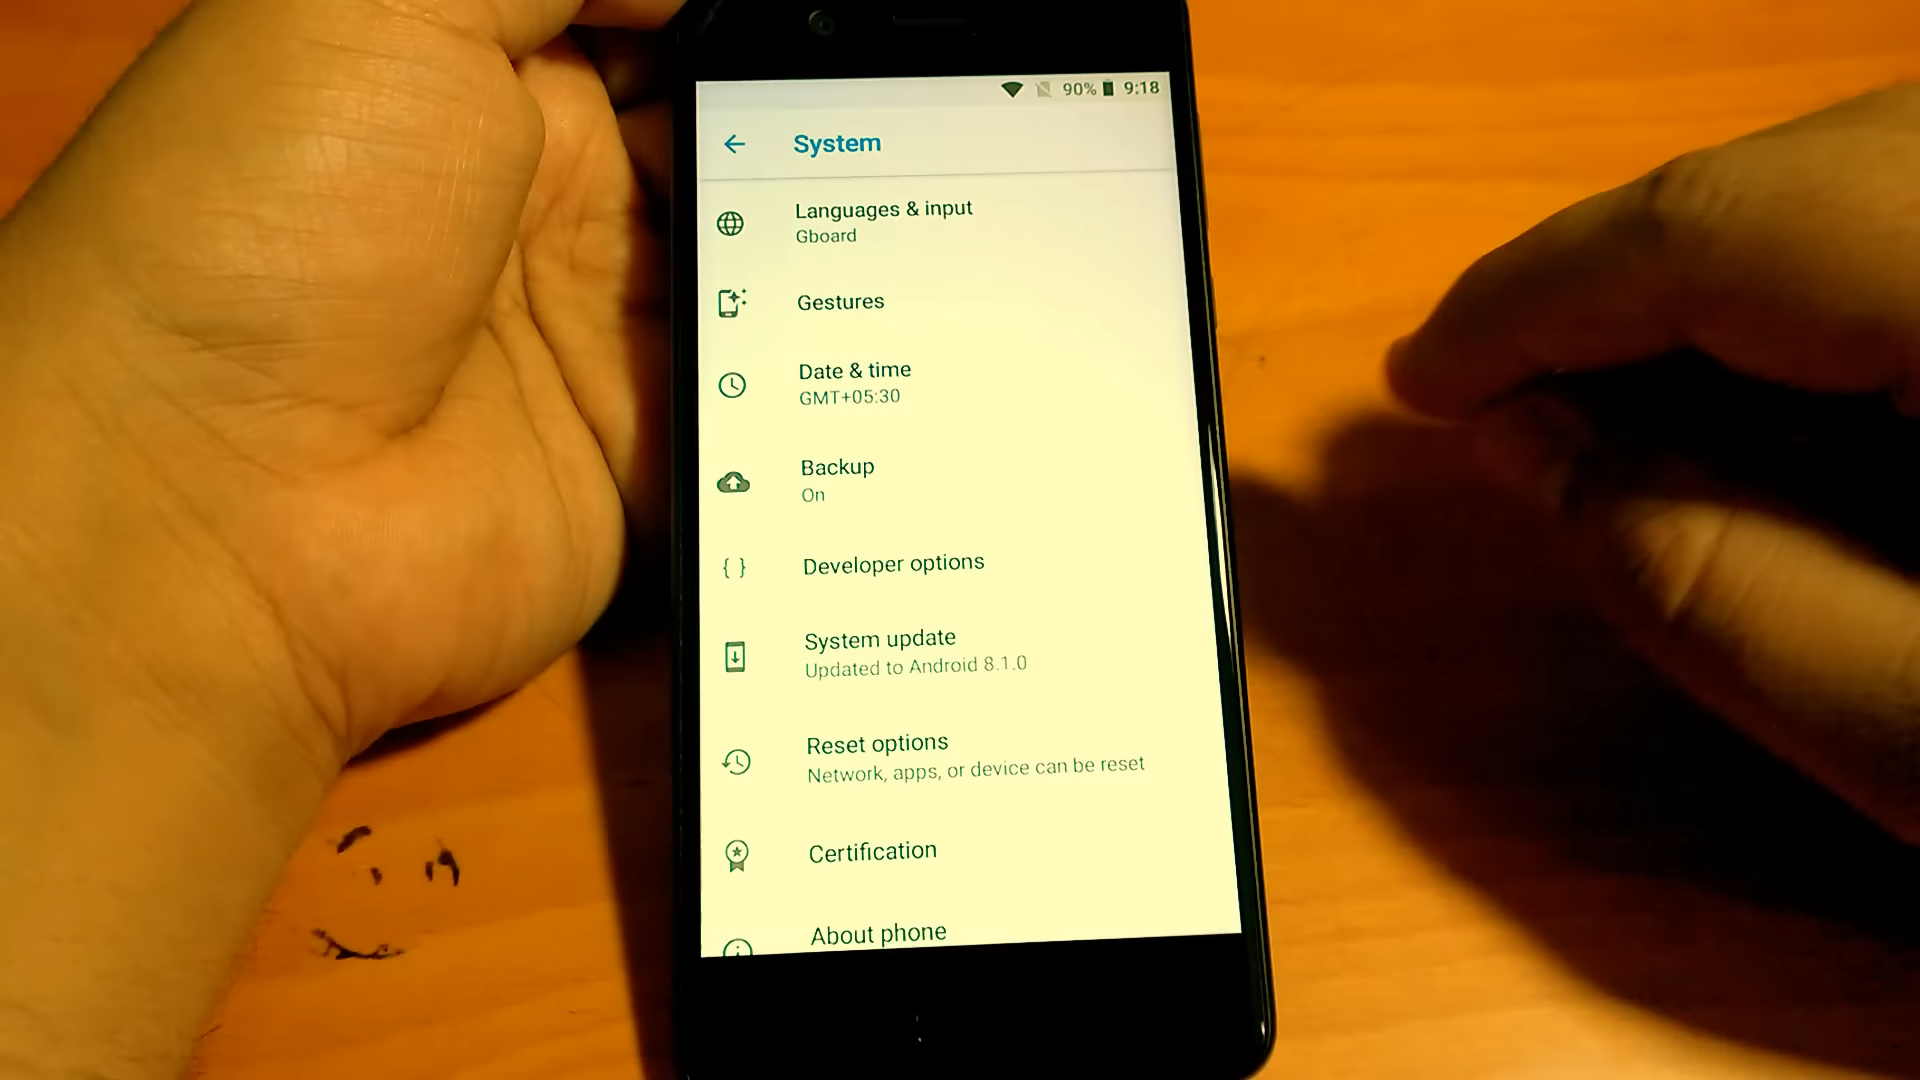 90% 9:18
System
Languages & input
Gboard
Gestures
Date & time
GMT+05:30
Backup
On
{ } Developer options
System update
Updated to Android 8.1.0
Reset options
Network, apps, or device can be reset
Certification
About phone